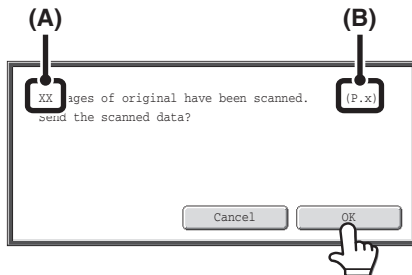 (A) (B)
XX ages of original have been scanned. (P.x)
Send the scanned data?
Cancel OK